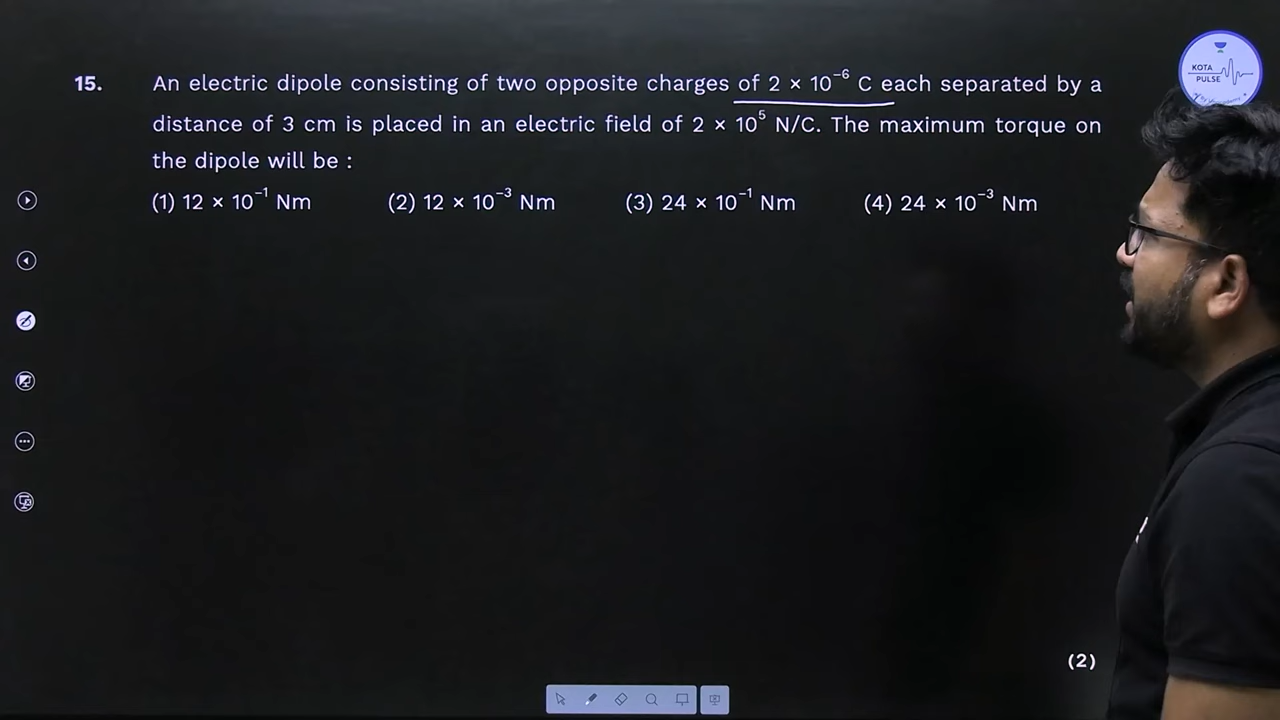 KOTA
PULSE
15. An electric dipole consisting of two opposite charges of 2 × 10⁻⁶ C each separated by a
distance of 3 cm is placed in an electric field of 2 × 10⁵ N/C. The maximum torque on
the dipole will be :
(1) 12 × 10⁻¹ Nm (2) 12 × 10⁻³ Nm (3) 24 × 10⁻¹ Nm (4) 24 × 10⁻³ Nm
(2)